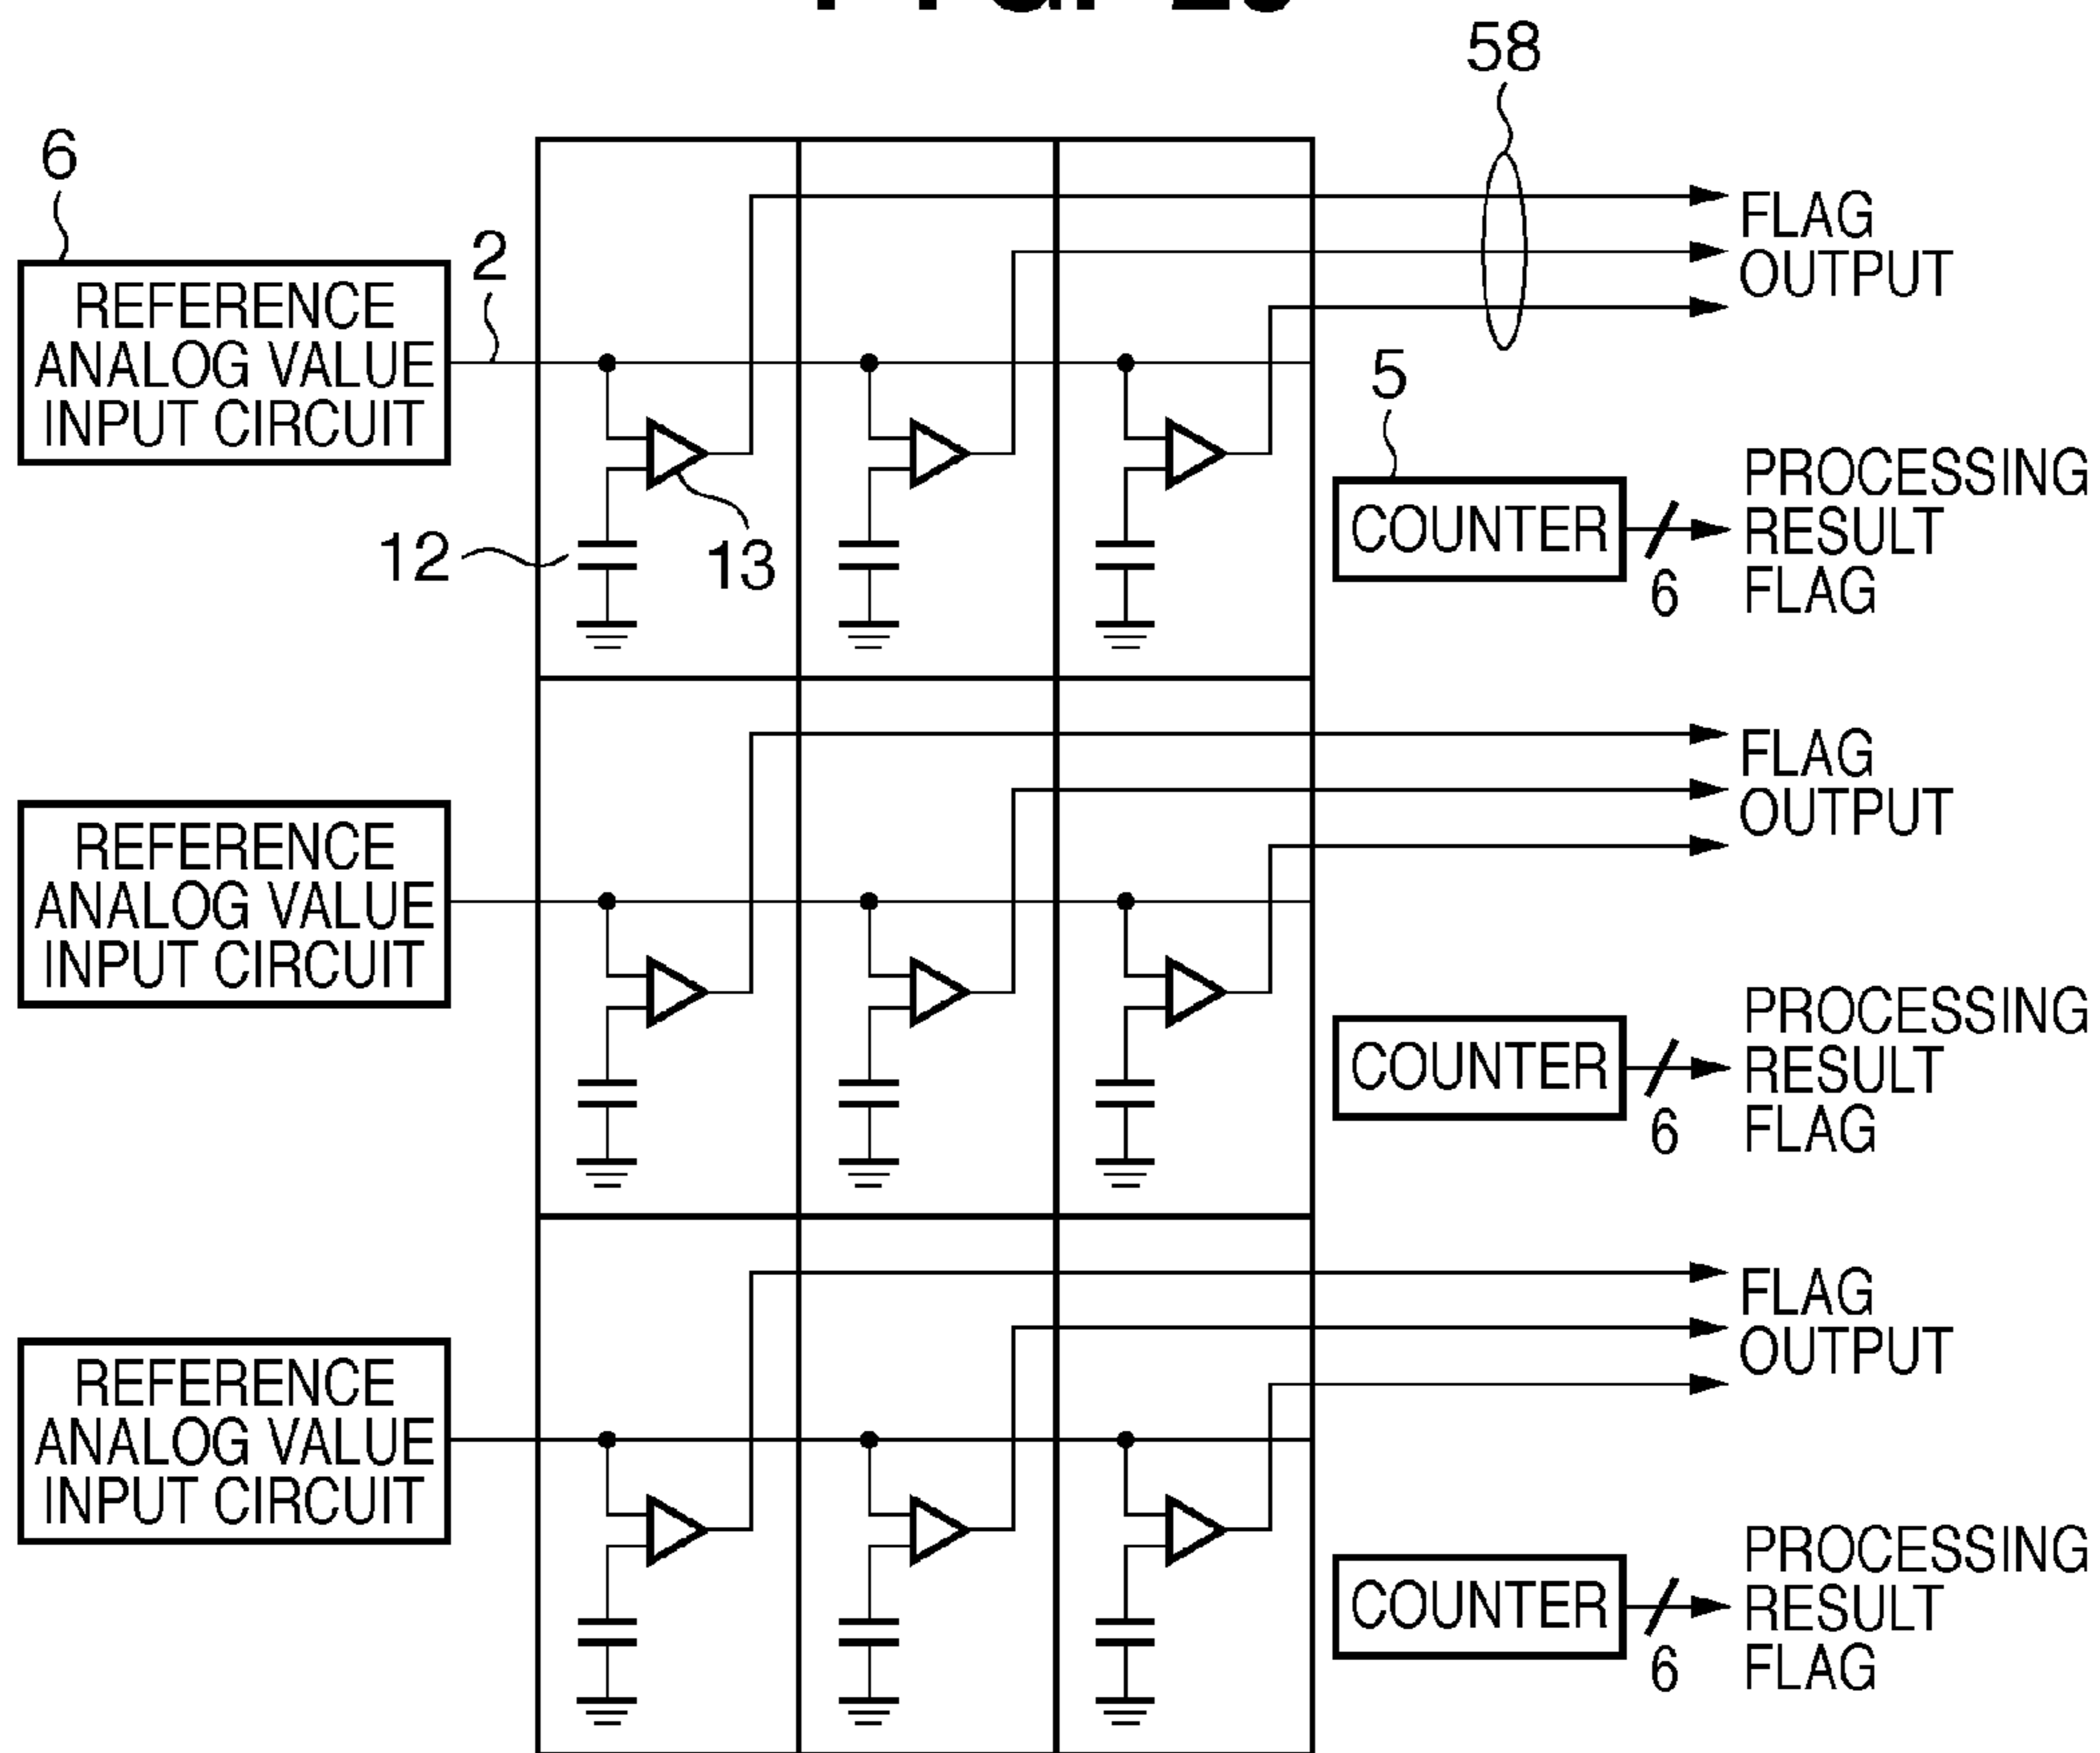 58
6
FLAG
OUTPUT
2
REFERENCE
ANALOG VALUE
INPUT CIRCUIT
5
COUNTER
6
PROCESSING
RESULT
FLAG
12
13
REFERENCE
ANALOG VALUE
INPUT CIRCUIT
FLAG
OUTPUT
COUNTER
6
PROCESSING
RESULT
FLAG
REFERENCE
ANALOG VALUE
INPUT CIRCUIT
FLAG
OUTPUT
COUNTER
6
PROCESSING
RESULT
FLAG